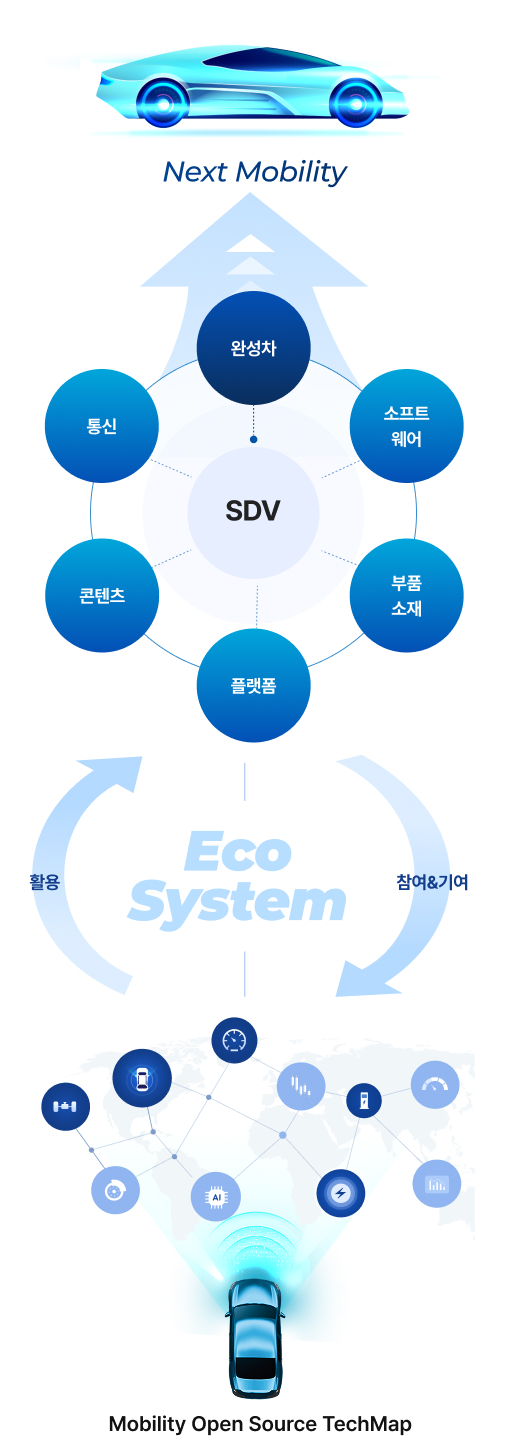 Next Mobility
완성차
통신
소프트
웨어
SDV
콘텐츠
부품
소재
플랫폼
Eco
System
활용
참여&기여
AI
Mobility Open Source TechMap